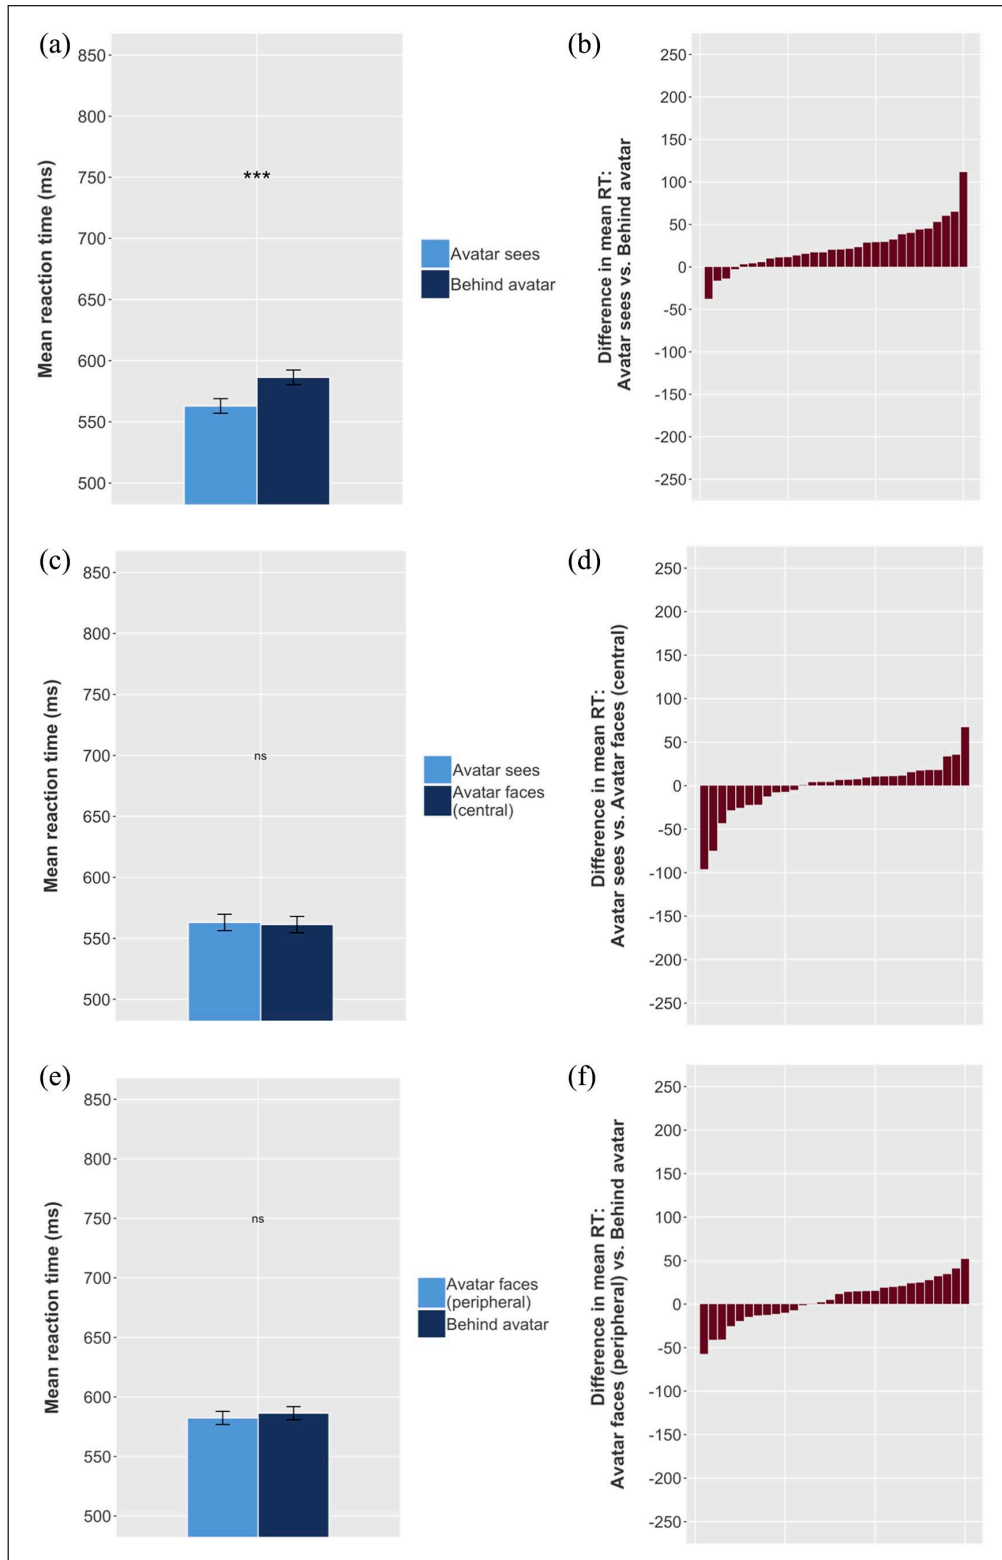 (a)
850
800
750
700
650
600
550
500
Mean reaction time (ms)
***
Avatar sees
Behind avatar
(b)
250
200
150
100
50
0
-50
-100
-150
-200
-250
Difference in mean RT:
Avatar sees vs. Behind avatar
(c)
850
800
750
700
650
600
550
500
Mean reaction time (ms)
ns
Avatar sees
Avatar faces
(central)
(d)
250
200
150
100
50
0
-50
-100
-150
-200
-250
Difference in mean RT:
Avatar sees vs. Avatar faces (central)
(e)
850
800
750
700
650
600
550
500
Mean reaction time (ms)
ns
Avatar faces
(peripheral)
Behind avatar
(f)
250
200
150
100
50
0
-50
-100
-150
-200
-250
Difference in mean RT:
Avatar faces (peripheral) vs. Behind avatar